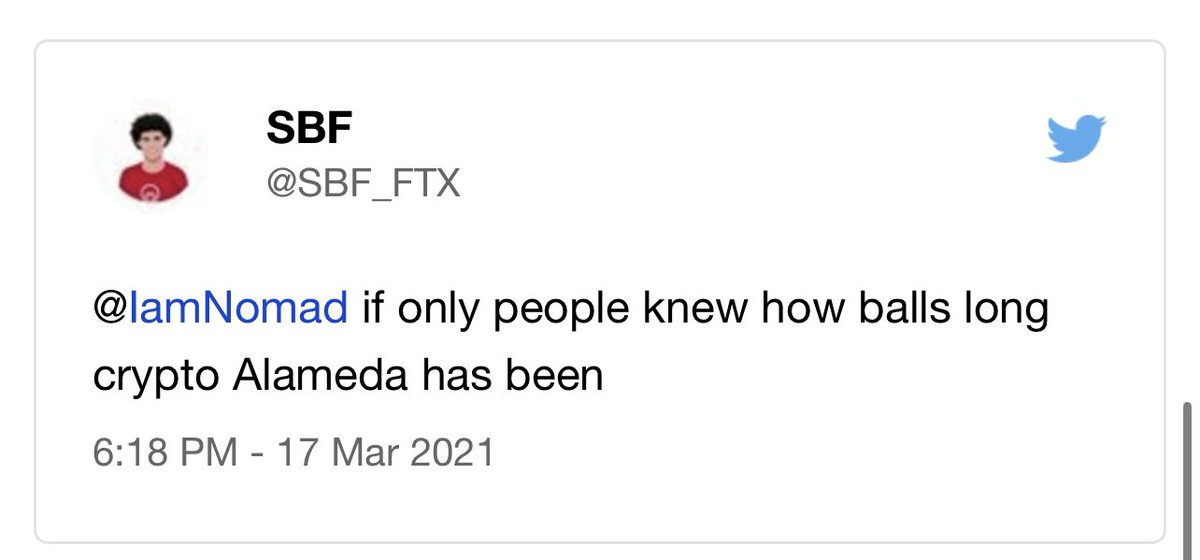 SBF
@SBF_FTX
@IamNomad if only people knew how balls long
crypto Alameda has been
6:18 PM - 17 Mar 2021